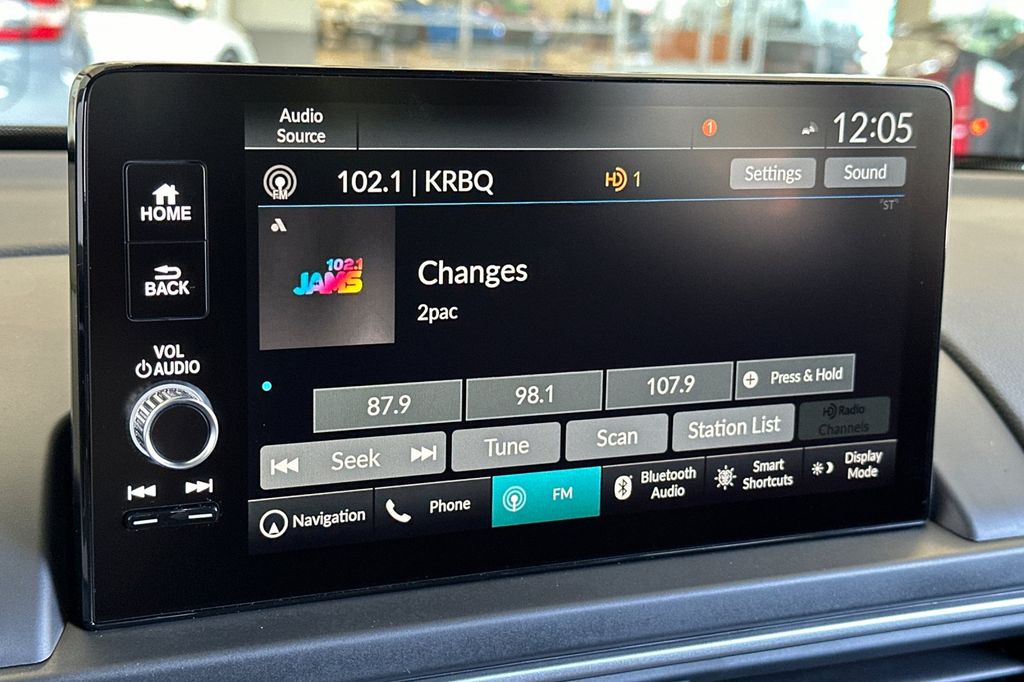 Audio
Source
1
12:05
FM
102.1 | KRBQ
HD 1
Settings
Sound
"ST"
HOME
BACK
VOL
AUDIO
102.1
JAMS
Changes
2pac
87.9
98.1
107.9
Press & Hold
Seek
Tune
Scan
Station List
HD Radio
Channels
Navigation
Phone
FM
Bluetooth
Audio
Smart
Shortcuts
Display
Mode